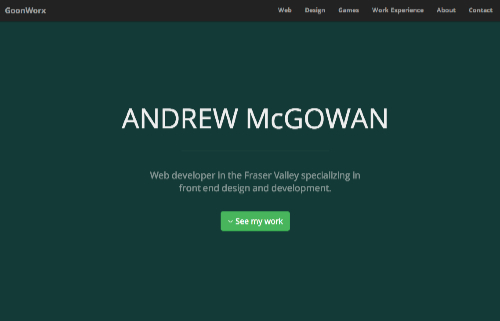 GoonWorx
Web Design Games Work Experience About Contact
ANDREW McGOWAN
Web developer in the Fraser Valley specializing in
front end design and development.
See my work